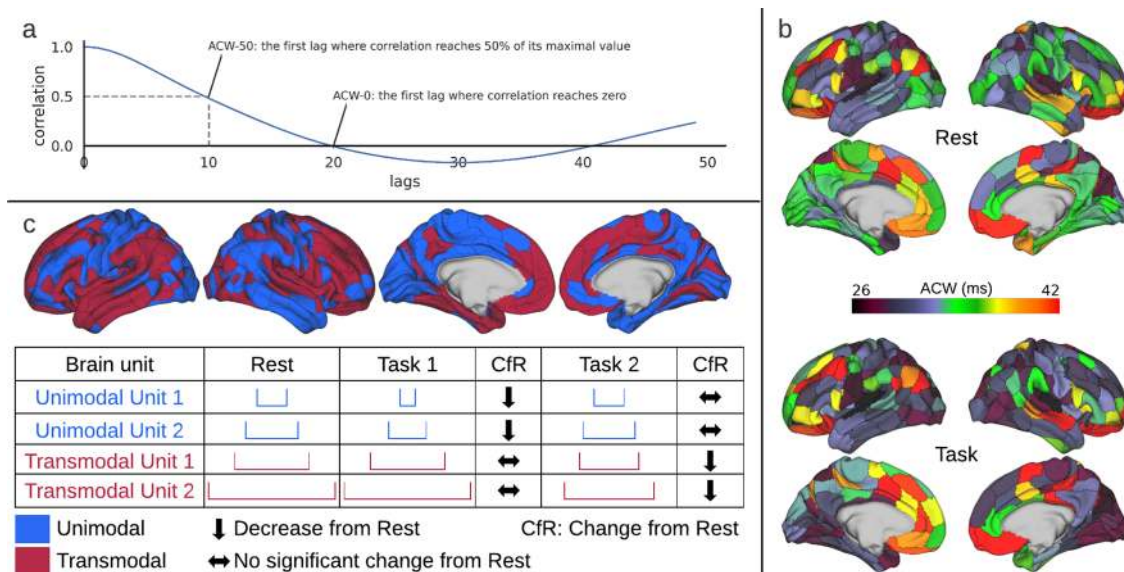 a
1.0
0.5
0.0
correlation
ACW-50: the first lag where correlation reaches 50% of its maximal value
ACW-0: the first lag where correlation reaches zero
0 10 20 30 40 50
lags
b
Rest
ACW (ms)
26 42
Task
c
Brain unit Rest Task 1 CfR Task 2 CfR
Unimodal Unit 1
Unimodal Unit 2
Transmodal Unit 1
Transmodal Unit 2
Unimodal Decrease from Rest CfR: Change from Rest
Transmodal No significant change from Rest